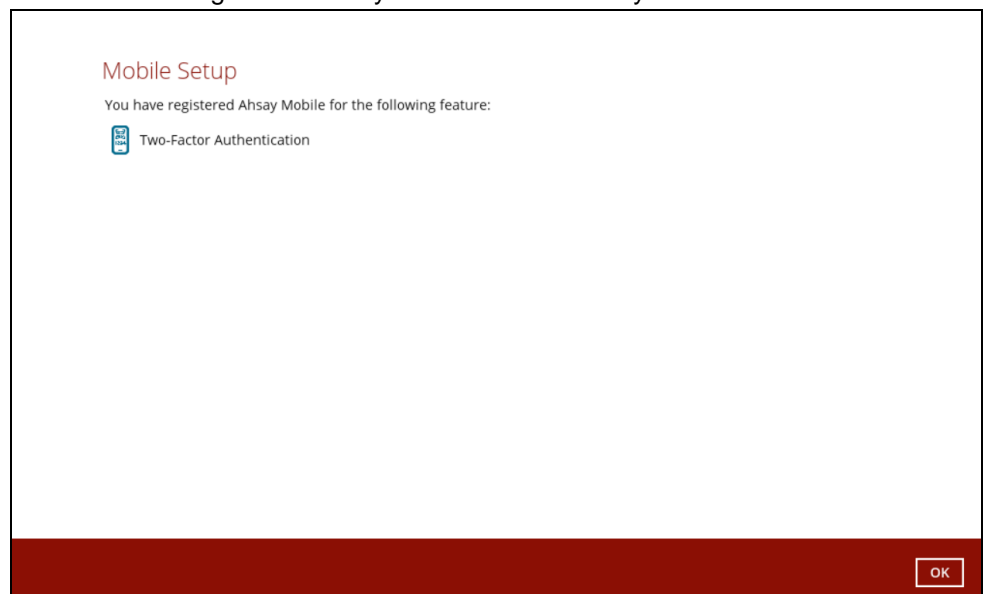 Mobile Setup
You have registered Ahsay Mobile for the following feature:
Two-Factor Authentication
OK